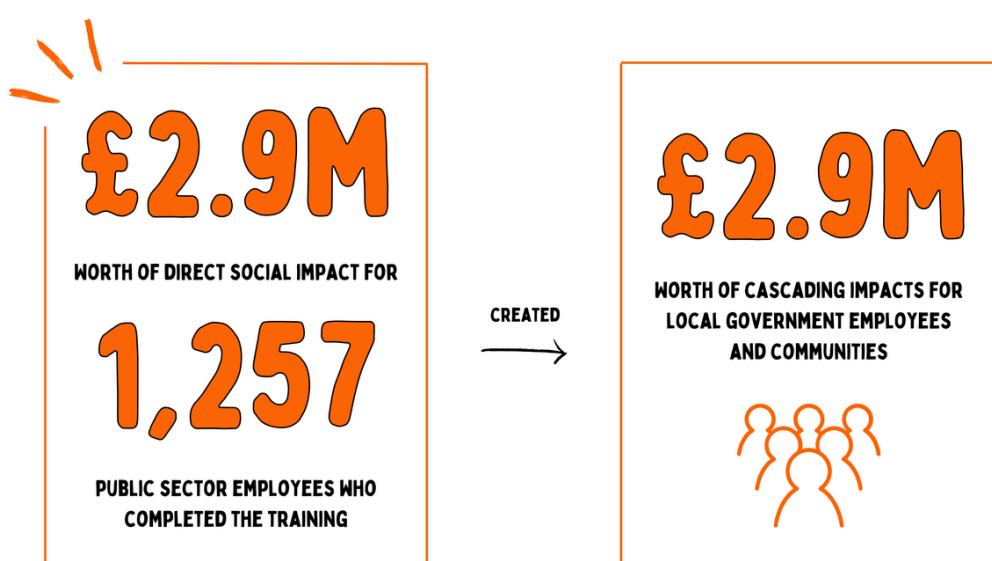 £2.9M
WORTH OF DIRECT SOCIAL IMPACT FOR
1,257
PUBLIC SECTOR EMPLOYEES WHO
COMPLETED THE TRAINING
CREATED
£2.9M
WORTH OF CASCADING IMPACTS FOR
LOCAL GOVERNMENT EMPLOYEES
AND COMMUNITIES